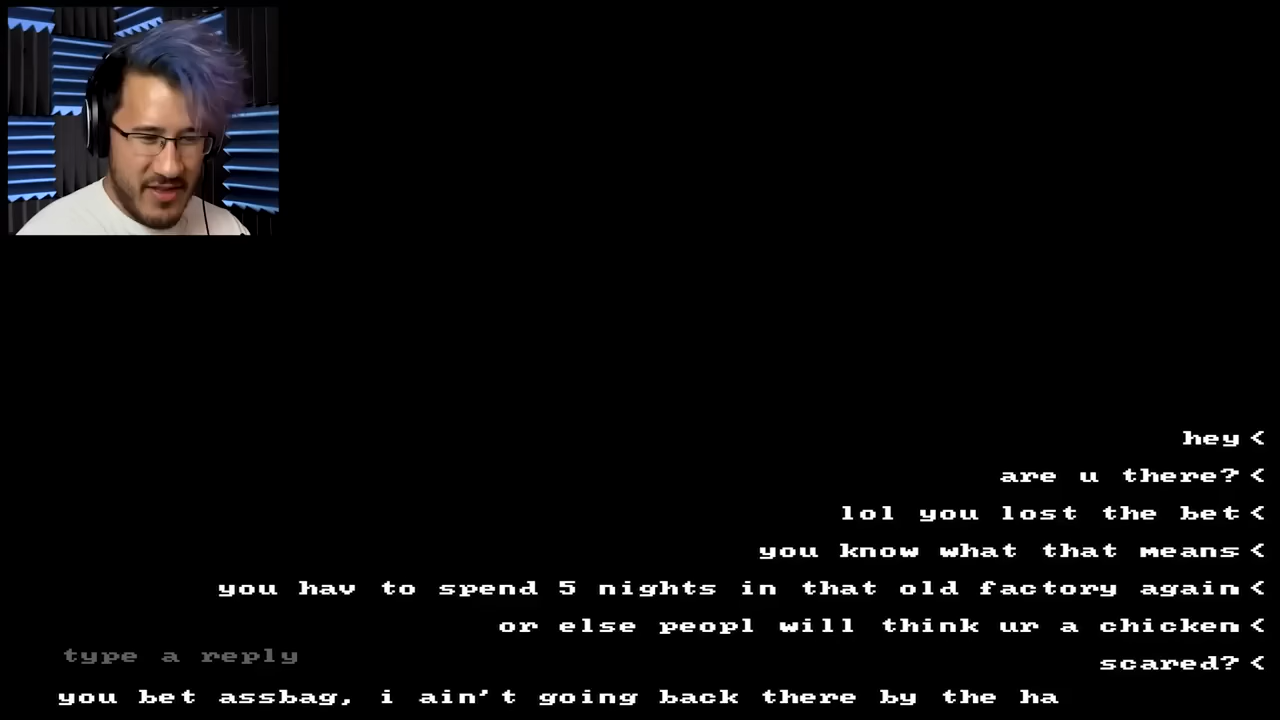 hey <
are u there? <
lol you lost the bet <
you know what that means <
you hav to spend 5 nights in that old factory again <
or else peopl will think ur a chicken <
type a reply
scared? <
you bet assbag, i ain't going back there by the ha